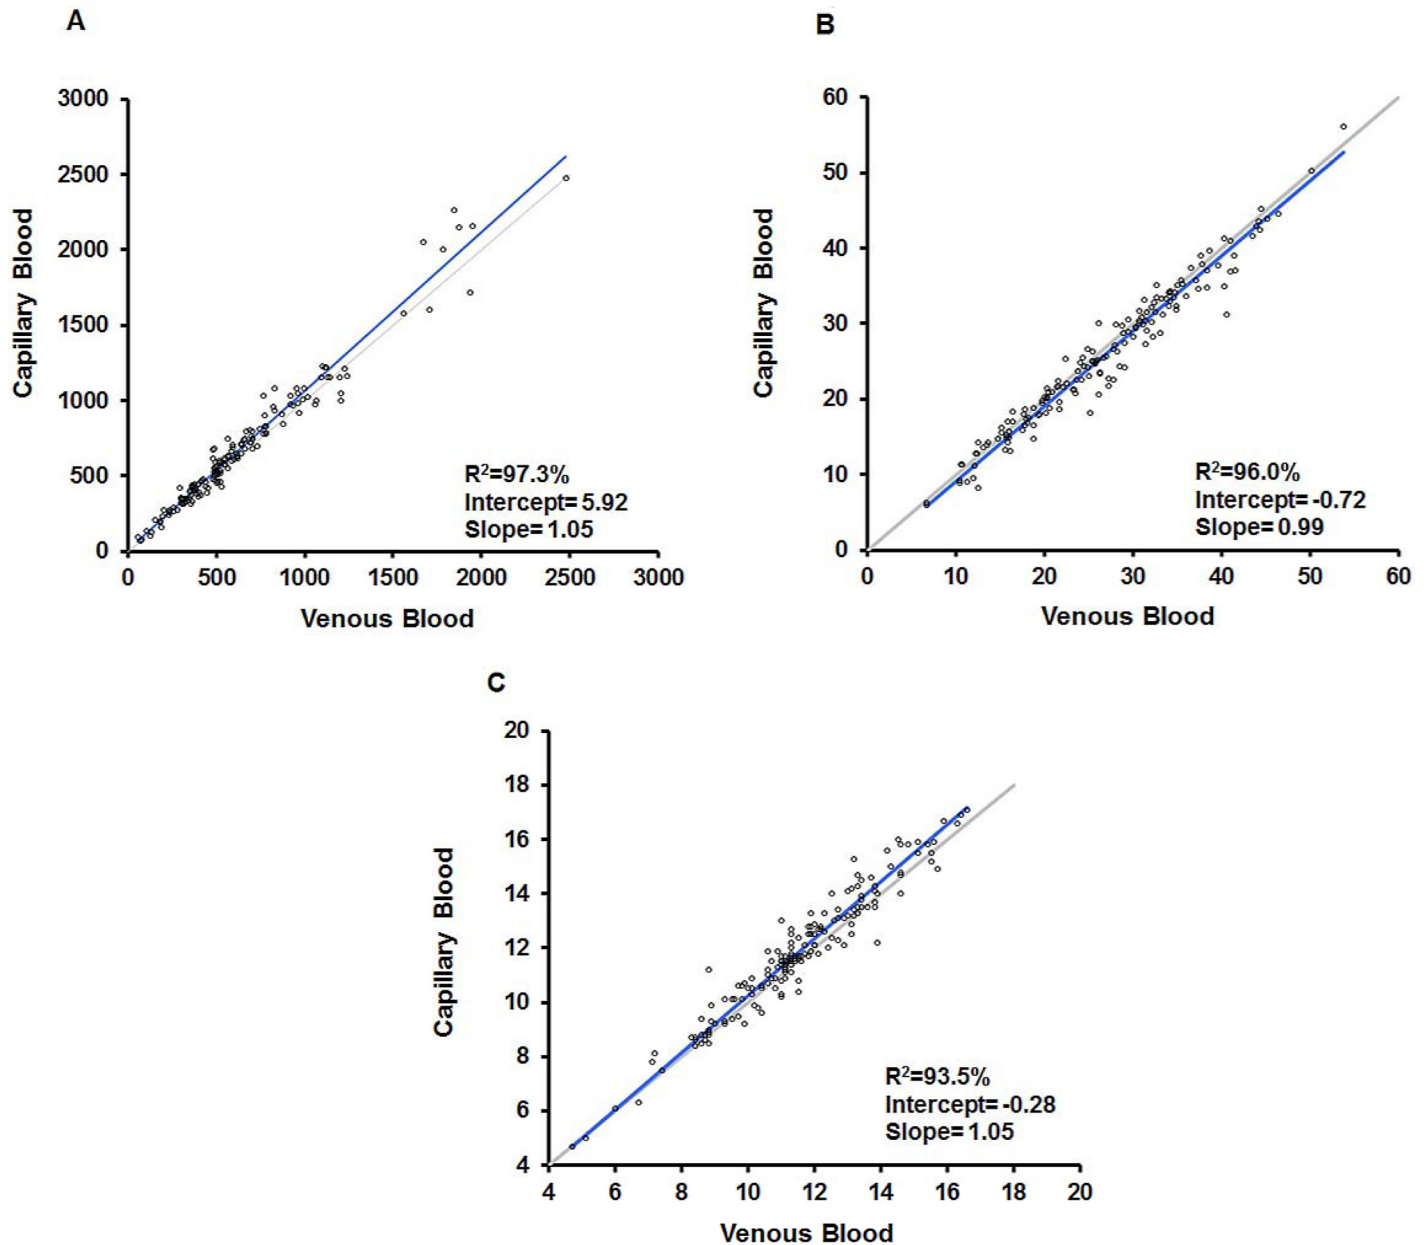 A
3000
2500
2000
1500
1000
500
0
Capillary Blood
R²=97.3%
Intercept= 5.92
Slope= 1.05
0 500 1000 1500 2000 2500 3000
Venous Blood
B
60
50
40
30
20
10
0
Capillary Blood
R²=96.0%
Intercept= -0.72
Slope= 0.99
0 10 20 30 40 50 60
Venous Blood
C
20
18
16
14
12
10
8
6
4
Capillary Blood
R²=93.5%
Intercept= -0.28
Slope= 1.05
4 6 8 10 12 14 16 18 20
Venous Blood